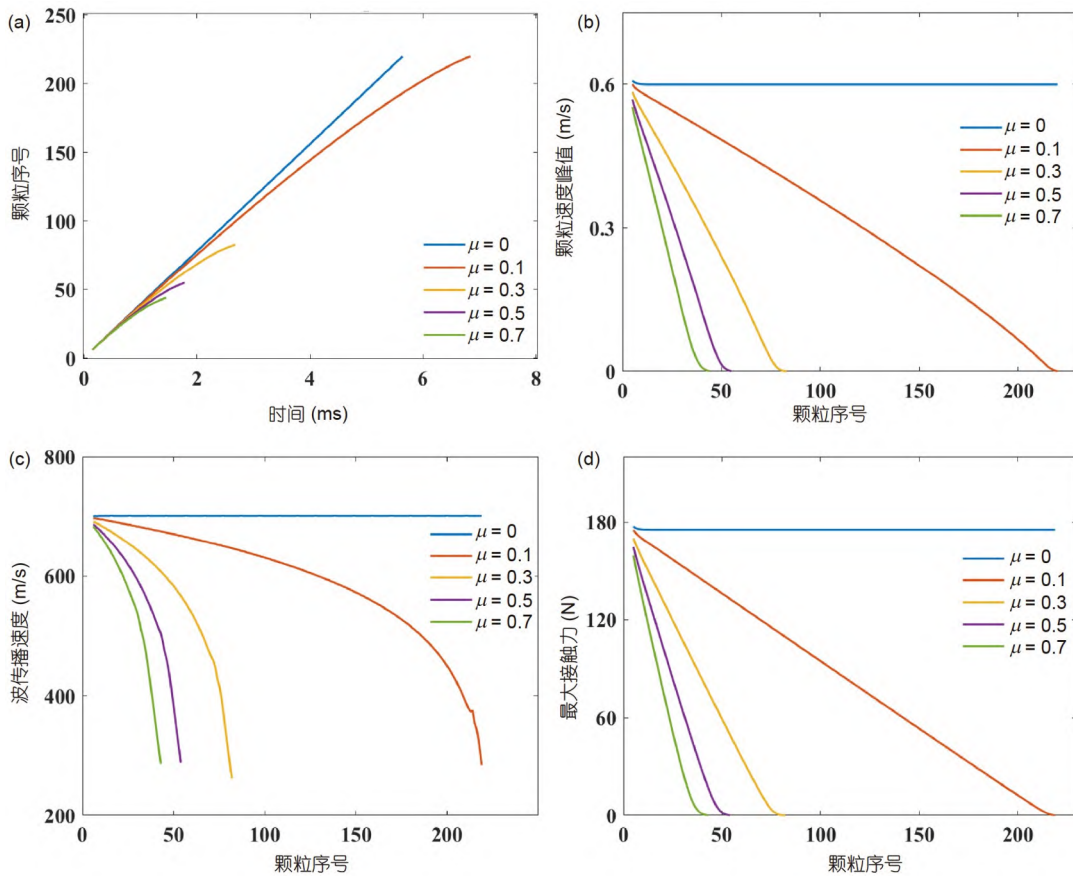 (a)
250
200
150
100
50
0
颗粒序号
μ = 0
μ = 0.1
μ = 0.3
μ = 0.5
μ = 0.7
0 2 4 6 8
时间 (ms)
(b)
0.6
0.3
0
颗粒速度峰值 (m/s)
μ = 0
μ = 0.1
μ = 0.3
μ = 0.5
μ = 0.7
0 50 100 150 200
颗粒序号
(c)
800
600
400
200
波传播速度 (m/s)
μ = 0
μ = 0.1
μ = 0.3
μ = 0.5
μ = 0.7
0 50 100 150 200
颗粒序号
(d)
180
120
60
0
最大接触力 (N)
μ = 0
μ = 0.1
μ = 0.3
μ = 0.5
μ = 0.7
0 50 100 150 200
颗粒序号